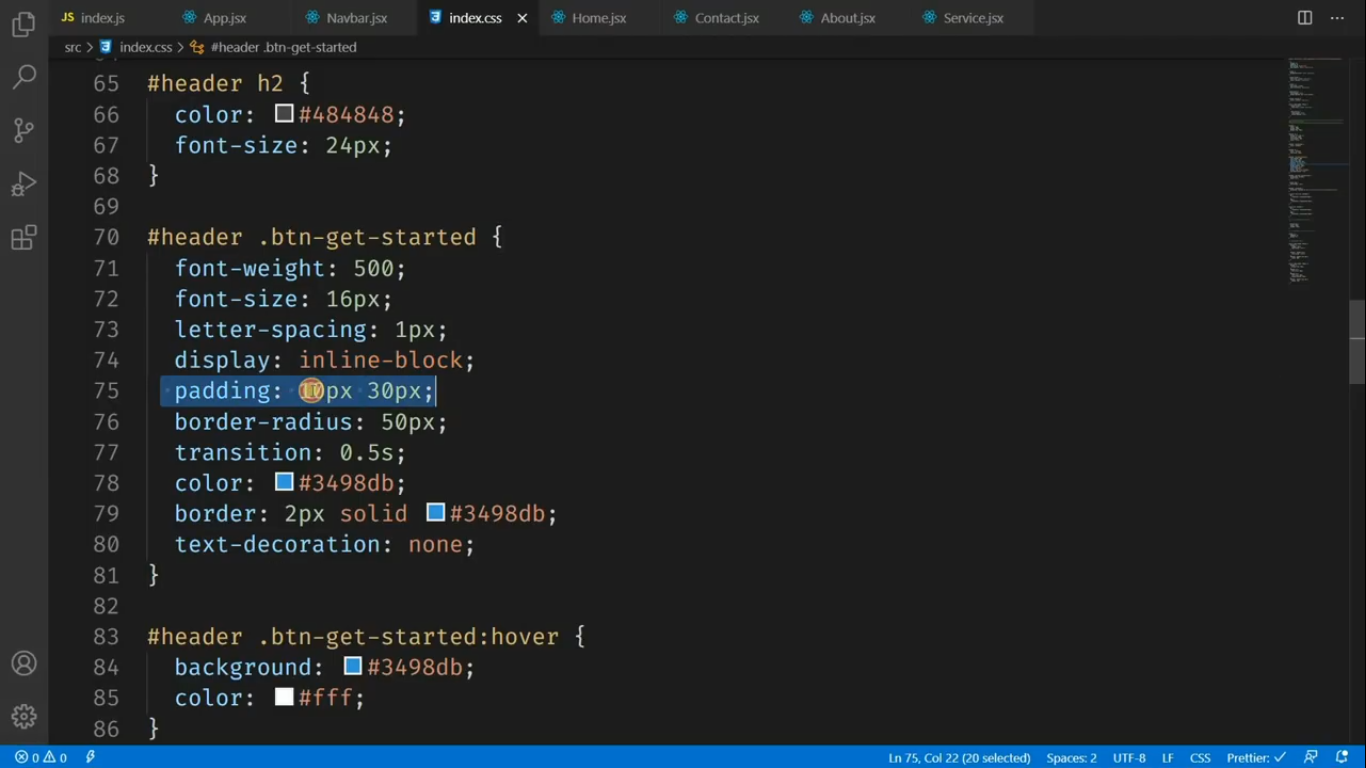 index.js App.jsx Navbar.jsx index.css Home.jsx Contact.jsx About.jsx Service.jsx
src > index.css > #header .btn-get-started
65 #header h2 {
66 color: #484848;
67 font-size: 24px;
68 }
69
70 #header .btn-get-started {
71 font-weight: 500;
72 font-size: 16px;
73 letter-spacing: 1px;
74 display: inline-block;
75 padding: 10px 30px;
76 border-radius: 50px;
77 transition: 0.5s;
78 color: #3498db;
79 border: 2px solid #3498db;
80 text-decoration: none;
81 }
82
83 #header .btn-get-started:hover {
84 background: #3498db;
85 color: #fff;
86 }
0 0 Ln 75, Col 22 (20 selected) Spaces: 2 UTF-8 LF CSS Prettier: ✓